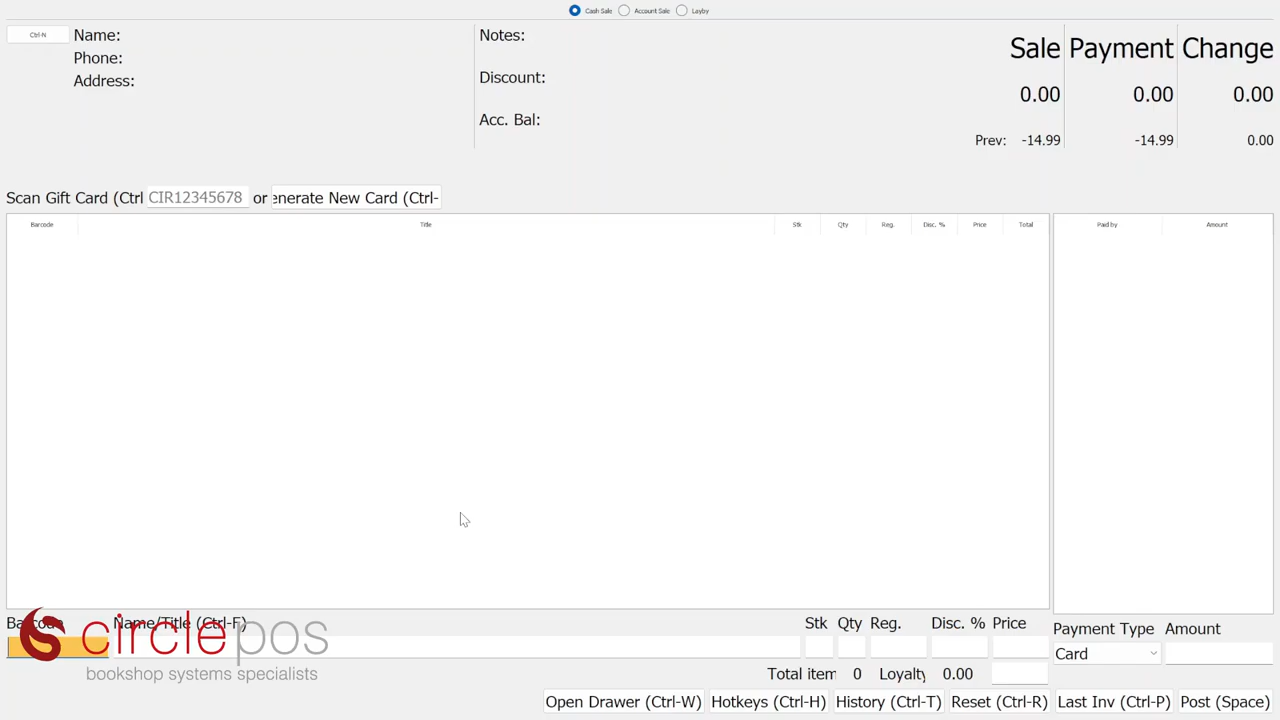 Cash Sale Account Sale Layby
Ctrl-N
Name:
Phone:
Address:
Notes:
Discount:
Acc. Bal:
Sale Payment Change
0.00 0.00 0.00
Prev: -14.99 -14.99 0.00
Scan Gift Card (Ctrl CIR12345678 or enerate New Card (Ctrl-
Barcode Title Stk Qty Reg. Disc. % Price Total
Paid by Amount
Name/Title (Ctrl-F) Stk Qty Reg. Disc. % Price
Payment Type Amount
Card
circlepos
bookshop systems specialists
Total item 0 Loyalty 0.00
Open Drawer (Ctrl-W) Hotkeys (Ctrl-H) History (Ctrl-T) Reset (Ctrl-R) Last Inv (Ctrl-P) Post (Space)